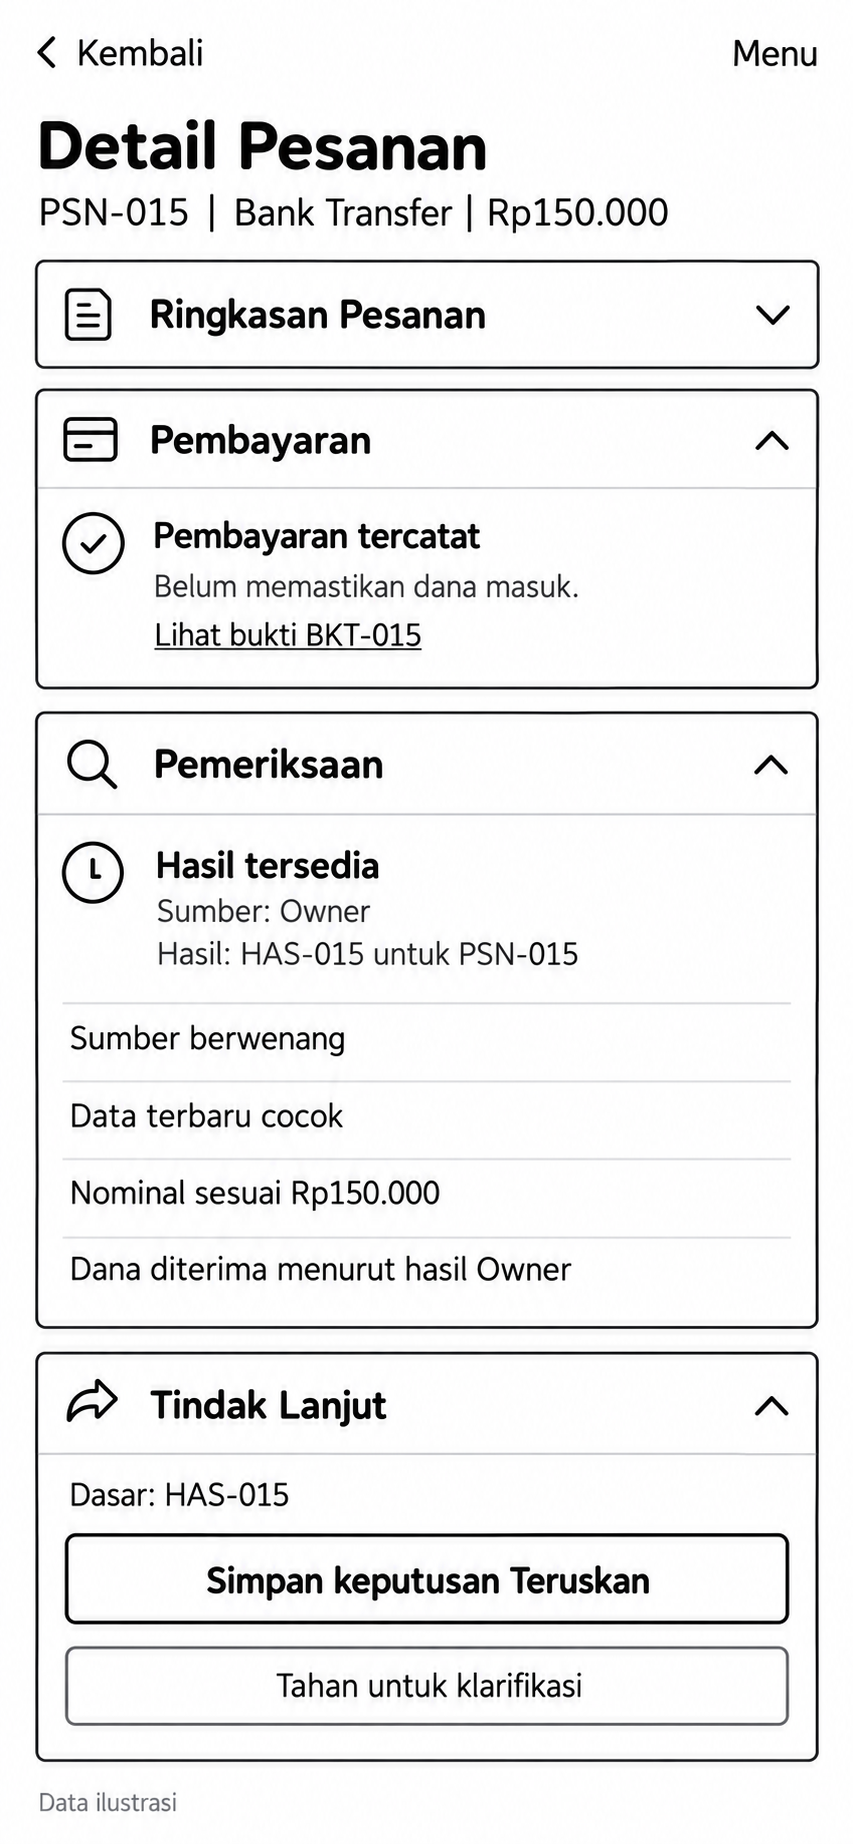 Kembali
Menu
Detail Pesanan
PSN-015 | Bank Transfer | Rp150.000
Ringkasan Pesanan
Pembayaran
Pembayaran tercatat
Belum memastikan dana masuk.
Lihat bukti BKT-015
Pemeriksaan
Hasil tersedia
Sumber: Owner
Hasil: HAS-015 untuk PSN-015
Sumber berwenang
Data terbaru cocok
Nominal sesuai Rp150.000
Dana diterima menurut hasil Owner
Tindak Lanjut
Dasar: HAS-015
Simpan keputusan Teruskan
Tahan untuk klarifikasi
Data ilustrasi